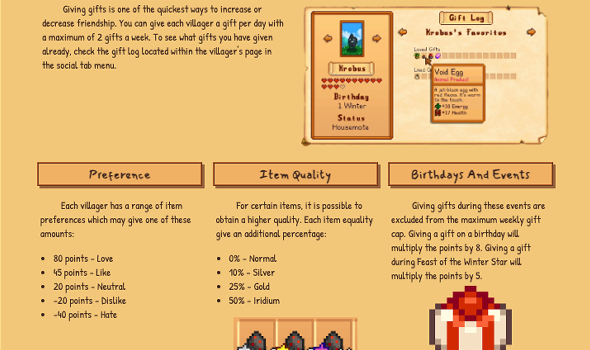 Giving gifts is one of the quickest ways to increase or
decrease friendship. You can give each villager a gift per day with
a maximum of 2 gifts a week. To see what gifts you have given
already, check the gift log located within the villager's page in
the social tab menu.
Gift Log
Krobus's Favorites
Loved Gifts
Krobus
Birthday
1 Winter
Status
Housemate
Void Egg
Animal Product
A jet-black egg with
red flecks. It's warm
to the touch.
Preference
Each villager has a range of item
preferences which may give one of these
amounts:
• 80 points - Love
• 45 points - Like
• 20 points - Neutral
• -20 points - Dislike
• -40 points - Hate
Item Quality
For certain items, it is possible to
obtain a higher quality. Each item equality
give an additional percentage:
• 0% - Normal
• 10% - Silver
• 25% - Gold
• 50% - Iridium
Birthdays And Events
Giving gifts during these events are
excluded from the maximum weekly gift
cap. Giving a gift on a birthday will
multiply the points by 8. Giving a gift
during Feast of the Winter Star will
multiply the points by 5.